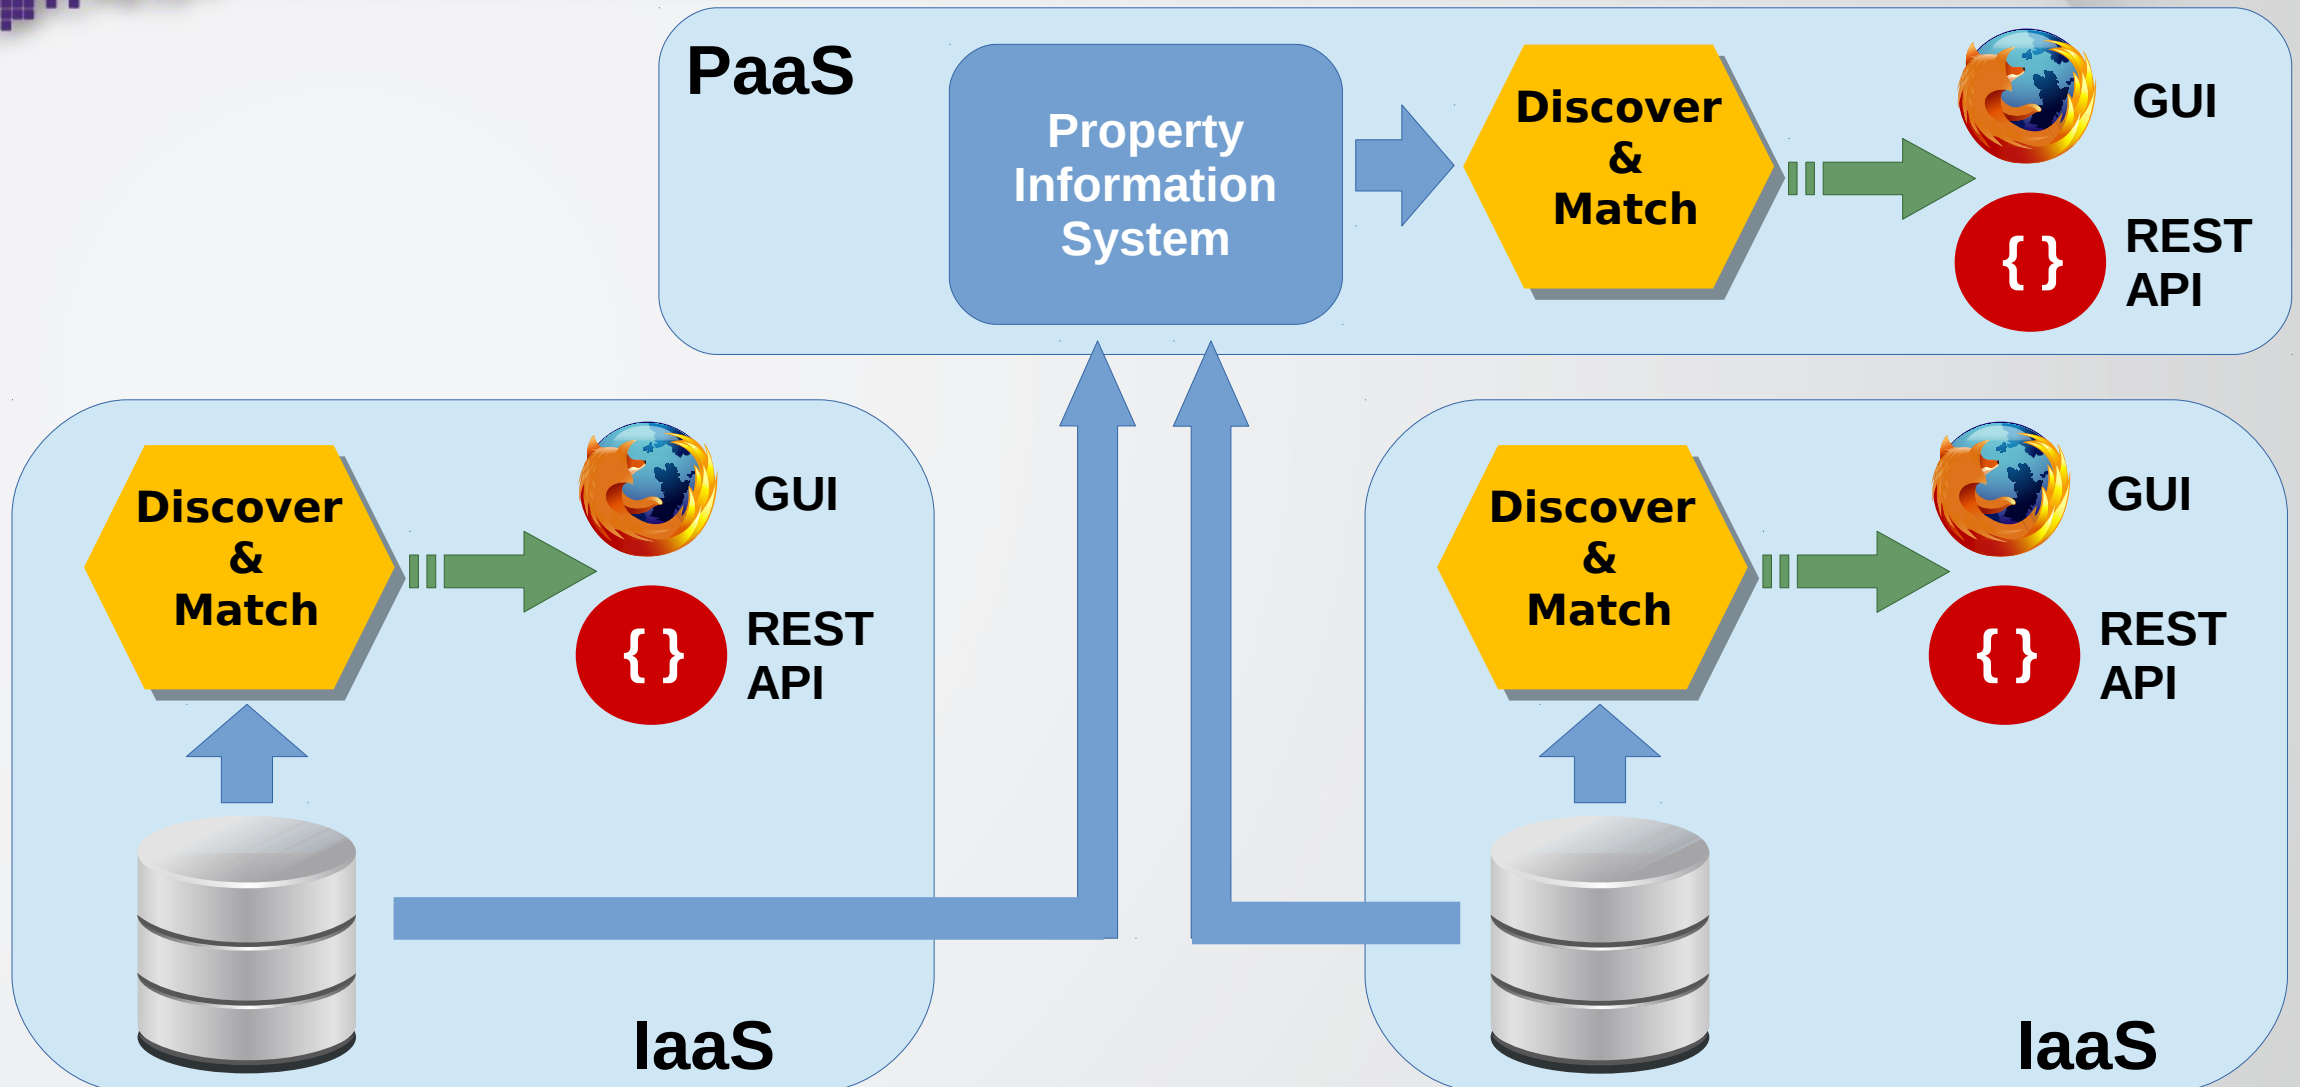 PaaS
Property
Information
System
Discover
&
Match
GUI
{ }
REST
API
Discover
&
Match
GUI
{ }
REST
API
IaaS
Discover
&
Match
GUI
{ }
REST
API
IaaS